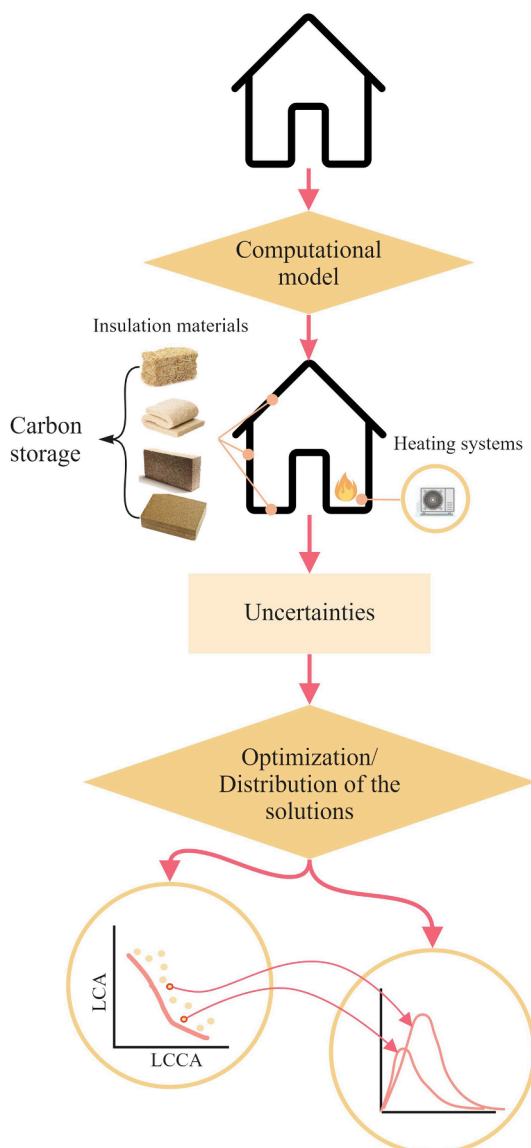 Computational
model
Insulation materials
Carbon
storage
Heating systems
Uncertainties
Optimization/
Distribution of the
solutions
LCA
LCCA